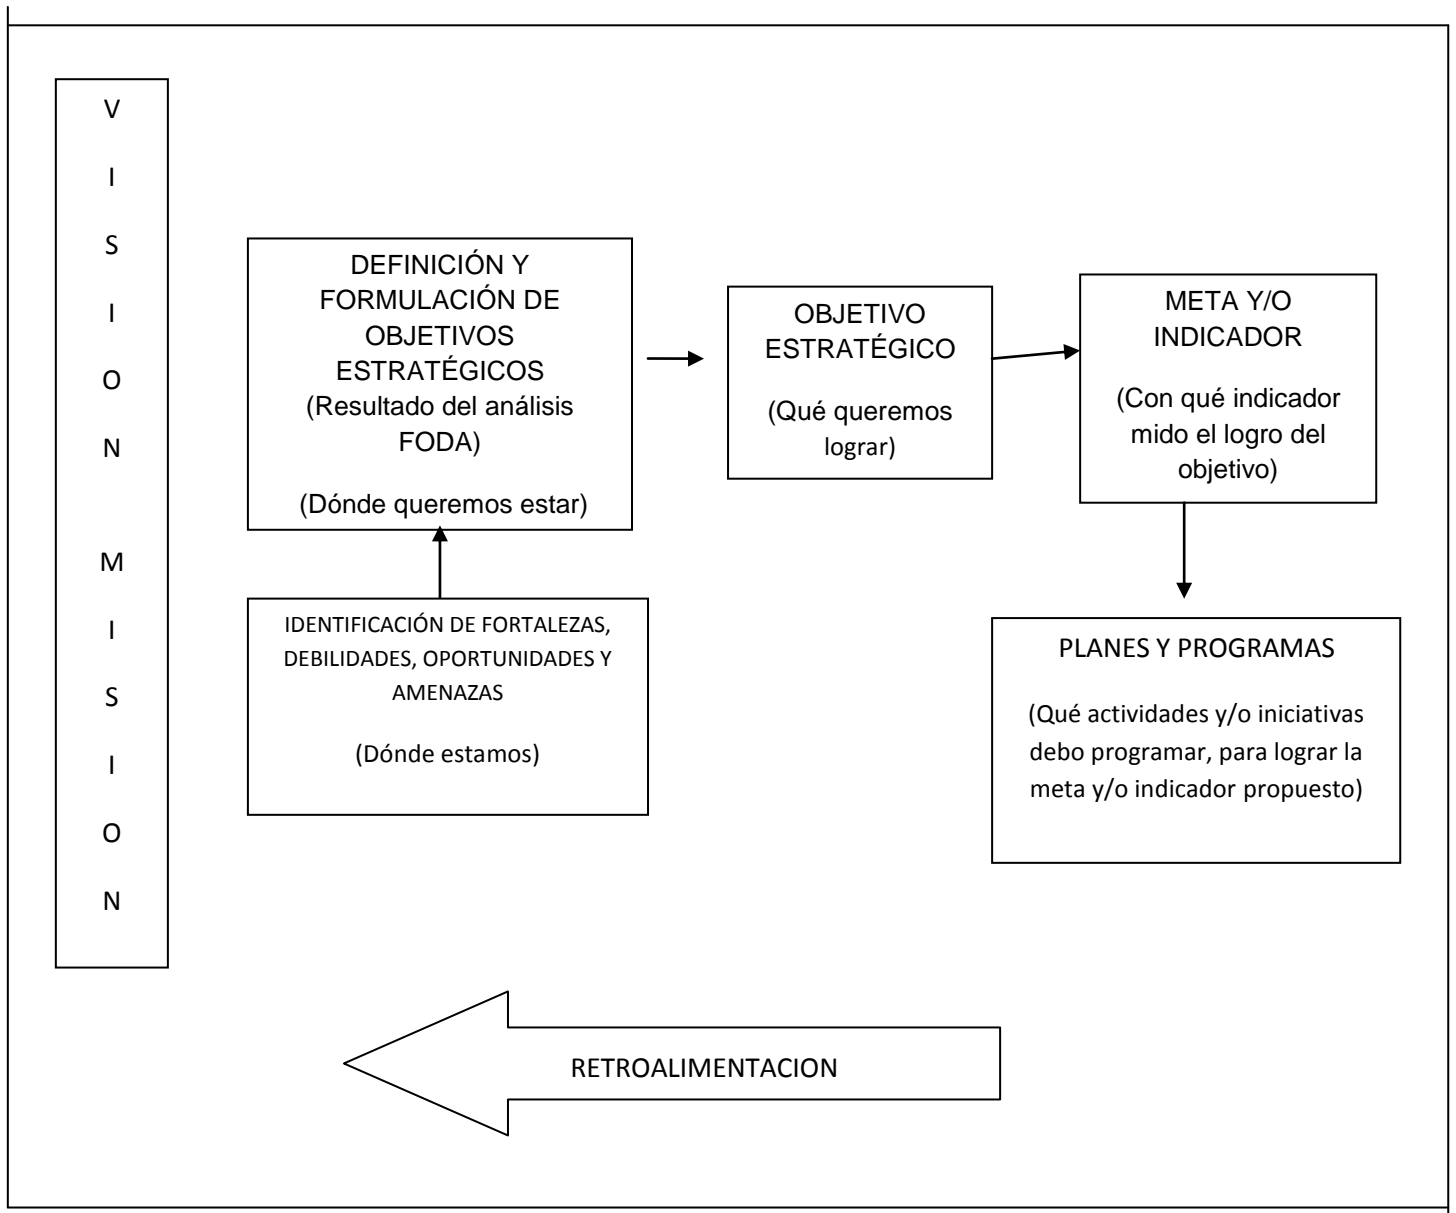 V
I
S
I
O
N
M
I
S
I
O
N
DEFINICIÓN Y
FORMULACIÓN DE
OBJETIVOS
ESTRATÉGICOS
(Resultado del análisis
FODA)
(Dónde queremos estar)
IDENTIFICACIÓN DE FORTALEZAS,
DEBILIDADES, OPORTUNIDADES Y
AMENAZAS
(Dónde estamos)
OBJETIVO
ESTRATÉGICO
(Qué queremos
lograr)
META Y/O
INDICADOR
(Con qué indicador
mido el logro del
objetivo)
PLANES Y PROGRAMAS
(Qué actividades y/o iniciativas
debo programar, para lograr la
meta y/o indicador propuesto)
RETROALIMENTACION